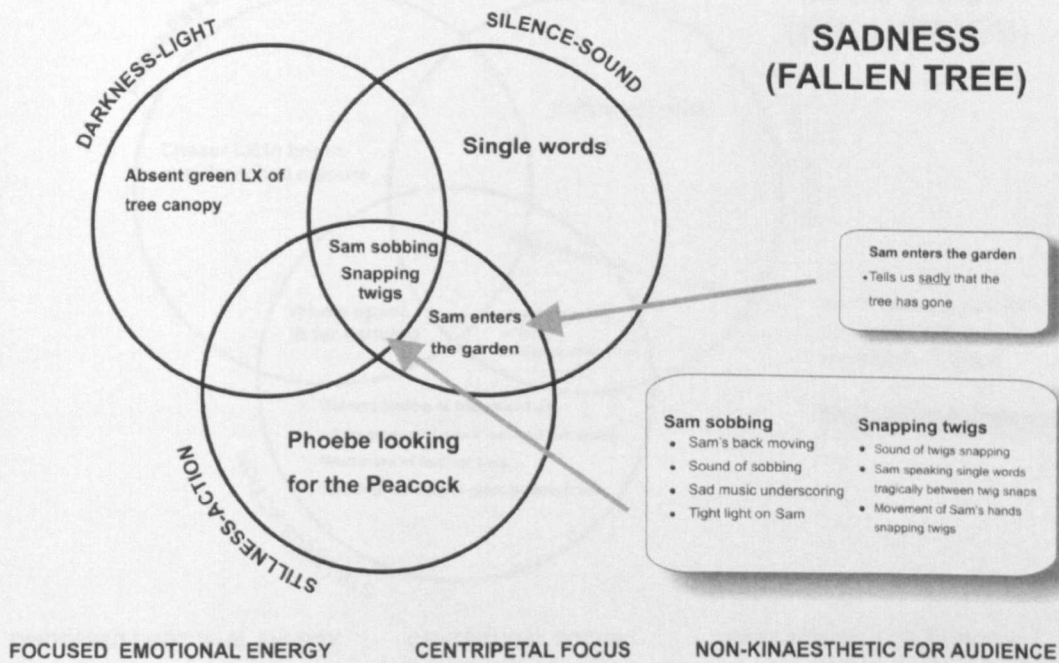 DARKNESS-LIGHT
SILENCE-SOUND
SADNESS
(FALLEN TREE)
Absent green LX of
tree canopy
Single words
Sam sobbing
Snapping
twigs
Sam enters
the garden
Phoebe looking
for the Peacock
STILLNESS-ACTION
Sam enters the garden
•Tells us sadly that the
tree has gone
Sam sobbing
• Sam's back moving
• Sound of sobbing
• Sad music underscoring
• Tight light on Sam
Snapping twigs
• Sound of twigs snapping
• Sam speaking single words
tragically between twig snaps
• Movement of Sam's hands
snapping twigs
FOCUSED EMOTIONAL ENERGY
CENTRIPETAL FOCUS
NON-KINAESTHETIC FOR AUDIENCE